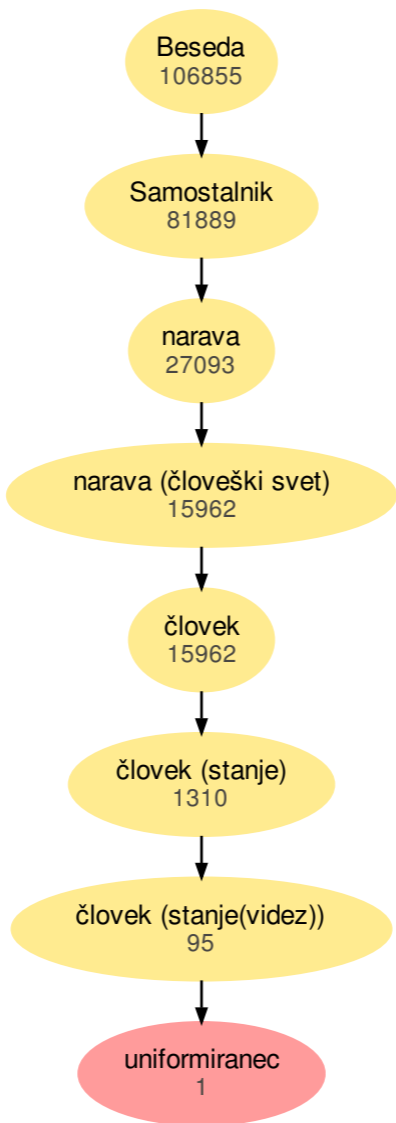 Beseda
106855
Samostalnik
81889
narava
27093
narava (človeški svet)
15962
človek
15962
človek (stanje)
1310
človek (stanje(videz))
95
uniformiranec
1